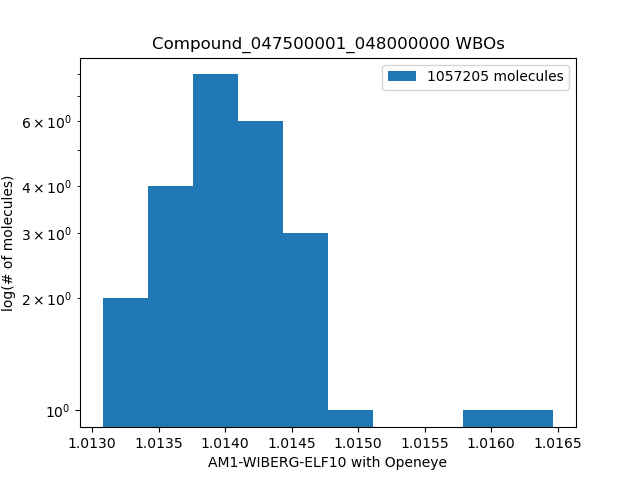 Compound_047500001_048000000 WBOs
1057205 molecules
log(# of molecules)
6 × 10⁰
4 × 10⁰
3 × 10⁰
2 × 10⁰
10⁰
1.0130 1.0135 1.0140 1.0145 1.0150 1.0155 1.0160 1.0165
AM1-WIBERG-ELF10 with Openeye